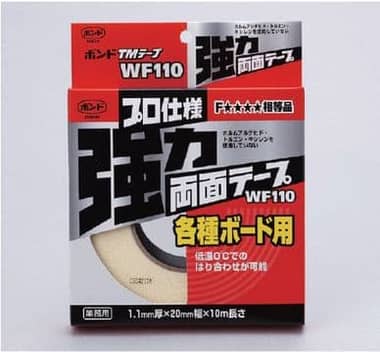 ボンド
ボンド TMテープ
WF110
強力
両面テープ
ホルムアルデヒド・トルエン・
キシレンを使用していない
ボンド
プロ仕様
F☆☆☆☆相等品
ホルムアルデヒド・
トルエン・キシレンを
使用していない
強力
両面テープ
WF110
各種ボード用
低温0℃での
はり合わせが可能
業務用
1.1mm厚×20mm幅×10m長さ